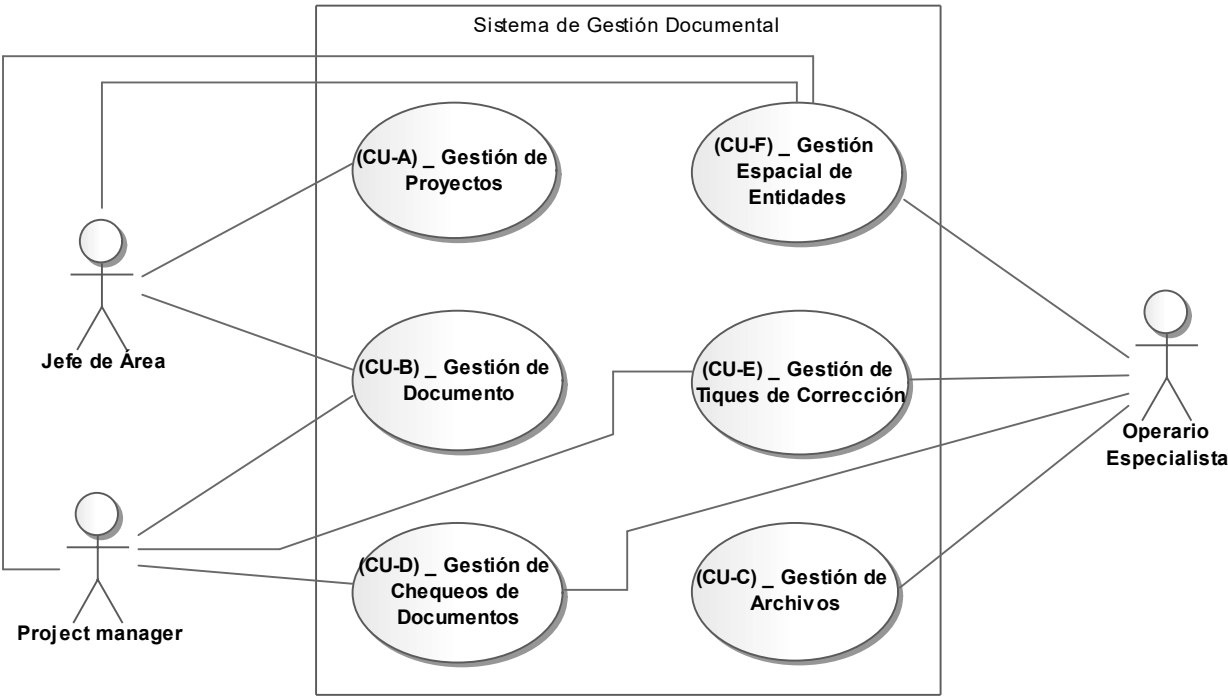 Sistema de Gestión Documental
(CU-A) _ Gestión de
Proyectos
(CU-F) _ Gestión
Espacial de
Entidades
Jefe de Área
(CU-B) _ Gestión de
Documento
(CU-E) _ Gestión de
Tiques de Corrección
Operario
Especialista
(CU-D) _ Gestión de
Chequeos de
Documentos
(CU-C) _ Gestión de
Archivos
Project manager